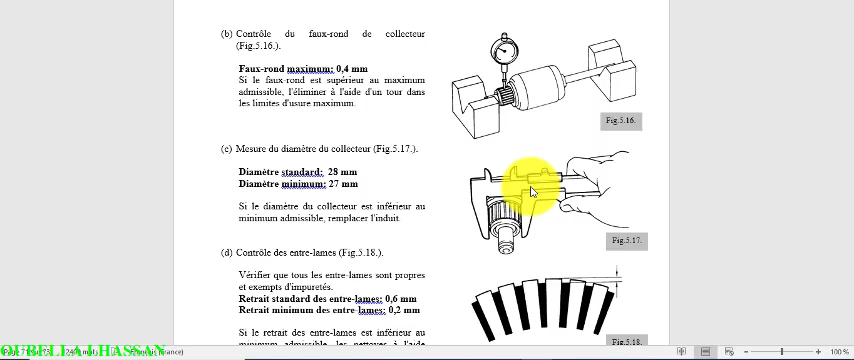 (b) Contrôle du faux-rond de collecteur
(Fig.5.16.).
Faux-rond maximum: 0,4 mm
Si le faux-rond est supérieur au maximum
admissible, l'éliminer à l'aide d'un tour dans
les limites d'usure maximum.
Fig.5.16.
(c) Mesure du diamètre du collecteur (Fig.5.17.).
Diamètre standard: 28 mm
Diamètre minimum: 27 mm
Si le diamètre du collecteur est inférieur au
minimum admissible, remplacer l'induit.
Fig.5.17.
(d) Contrôle des entre-lames (Fig.5.18.).
Vérifier que tous les entre-lames sont propres
et exempts d'impuretés.
Retrait standard des entre-lames: 0,6 mm
Retrait minimum des entre-lames: 0,2 mm
Si le retrait des entre-lames est inférieur au
minimum admissible, les nettoyer à l'aide
Fig.5.18.
OUBELLA LHASSAN
100 %